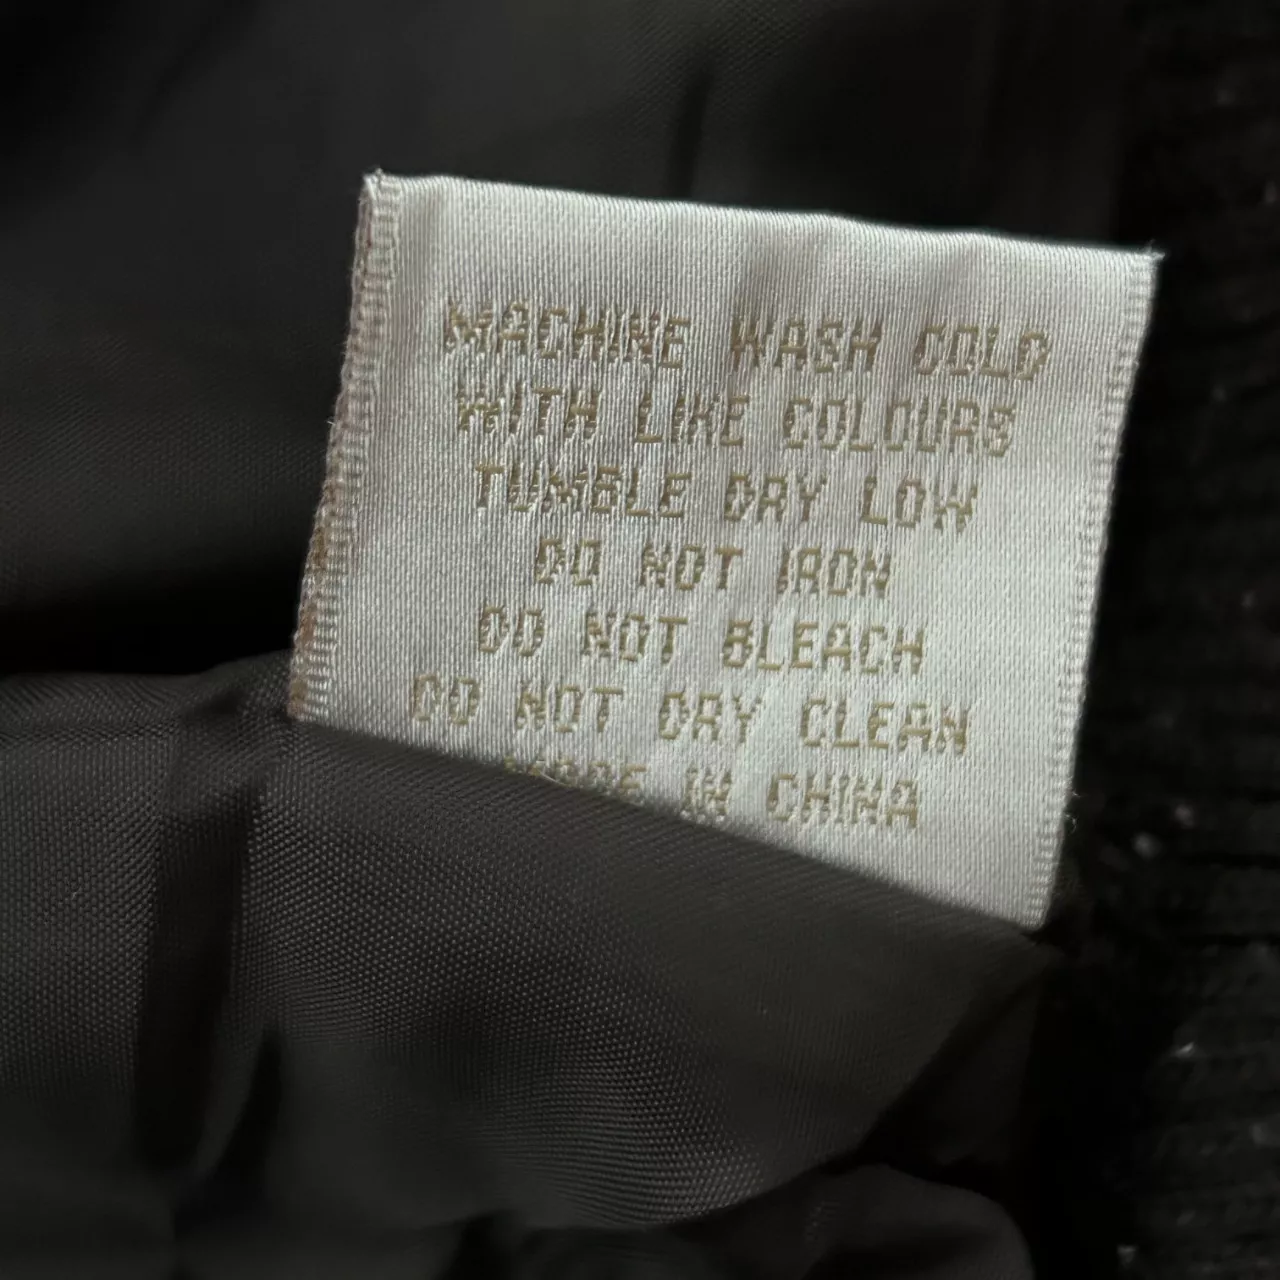 MACHINE WASH COLD
WITH LIKE COLOURS
TUMBLE DRY LOW
DO NOT IRON
DO NOT BLEACH
DO NOT DRY CLEAN
MADE IN CHINA